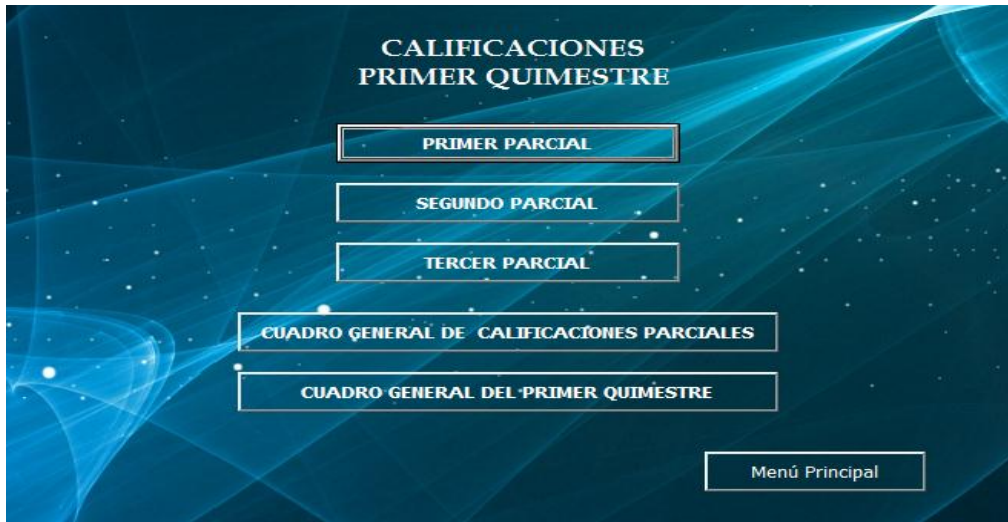 CALIFICACIONES
PRIMER QUIMESTRE
PRIMER PARCIAL
SEGUNDO PARCIAL
TERCER PARCIAL
CUADRO GENERAL DE CALIFICACIONES PARCIALES
CUADRO GENERAL DEL PRIMER QUIMESTRE
Menú Principal